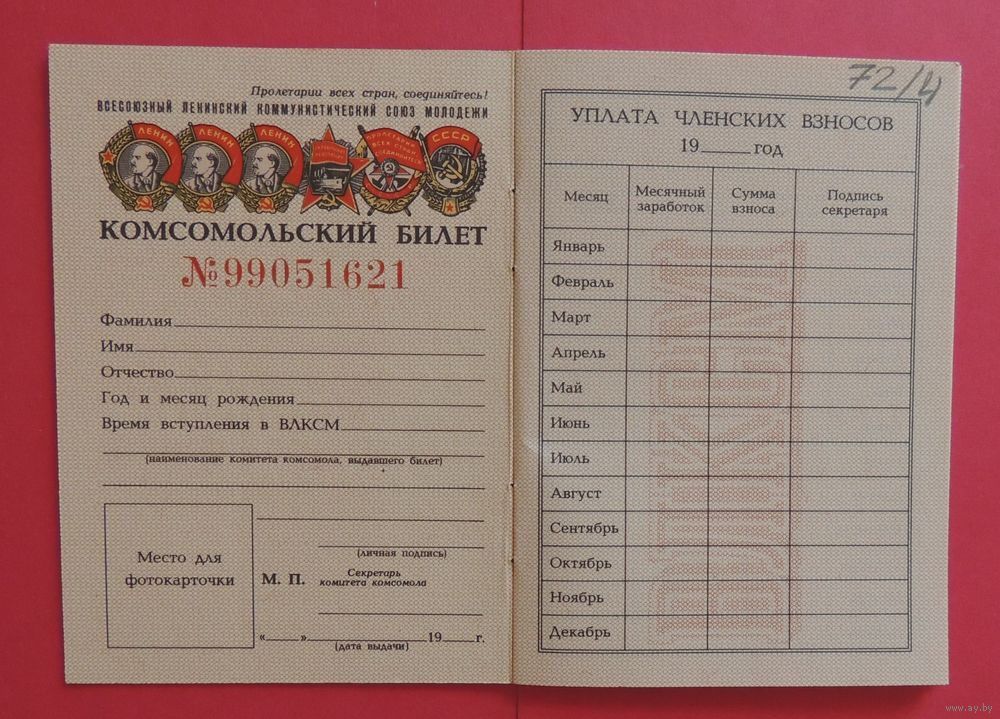 Пролетарии всех стран, соединяйтесь!
ВСЕСОЮЗНЫЙ ЛЕНИНСКИЙ КОММУНИСТИЧЕСКИЙ СОЮЗ МОЛОДЕЖИ
ЛЕНИН ЛЕНИН ЛЕНИН СССР
КОМСОМОЛЬСКИЙ БИЛЕТ
№99051621
Фамилия
Имя
Отчество
Год и месяц рождения
Время вступления в ВЛКСМ
(наименование комитета комсомола, выдавшего билет)
(личная подпись)
Место для
фотокарточки
М. П.
Секретарь
комитета комсомола
« » 19 г.
(дата выдачи)
72/4
УПЛАТА ЧЛЕНСКИХ ВЗНОСОВ
19 год
Месяц
Месячный
заработок
Сумма
взноса
Подпись
секретаря
Январь
Февраль
Март
Апрель
Май
Июнь
Июль
Август
Сентябрь
Октябрь
Ноябрь
Декабрь
ВЛКСМ
www.ay.by